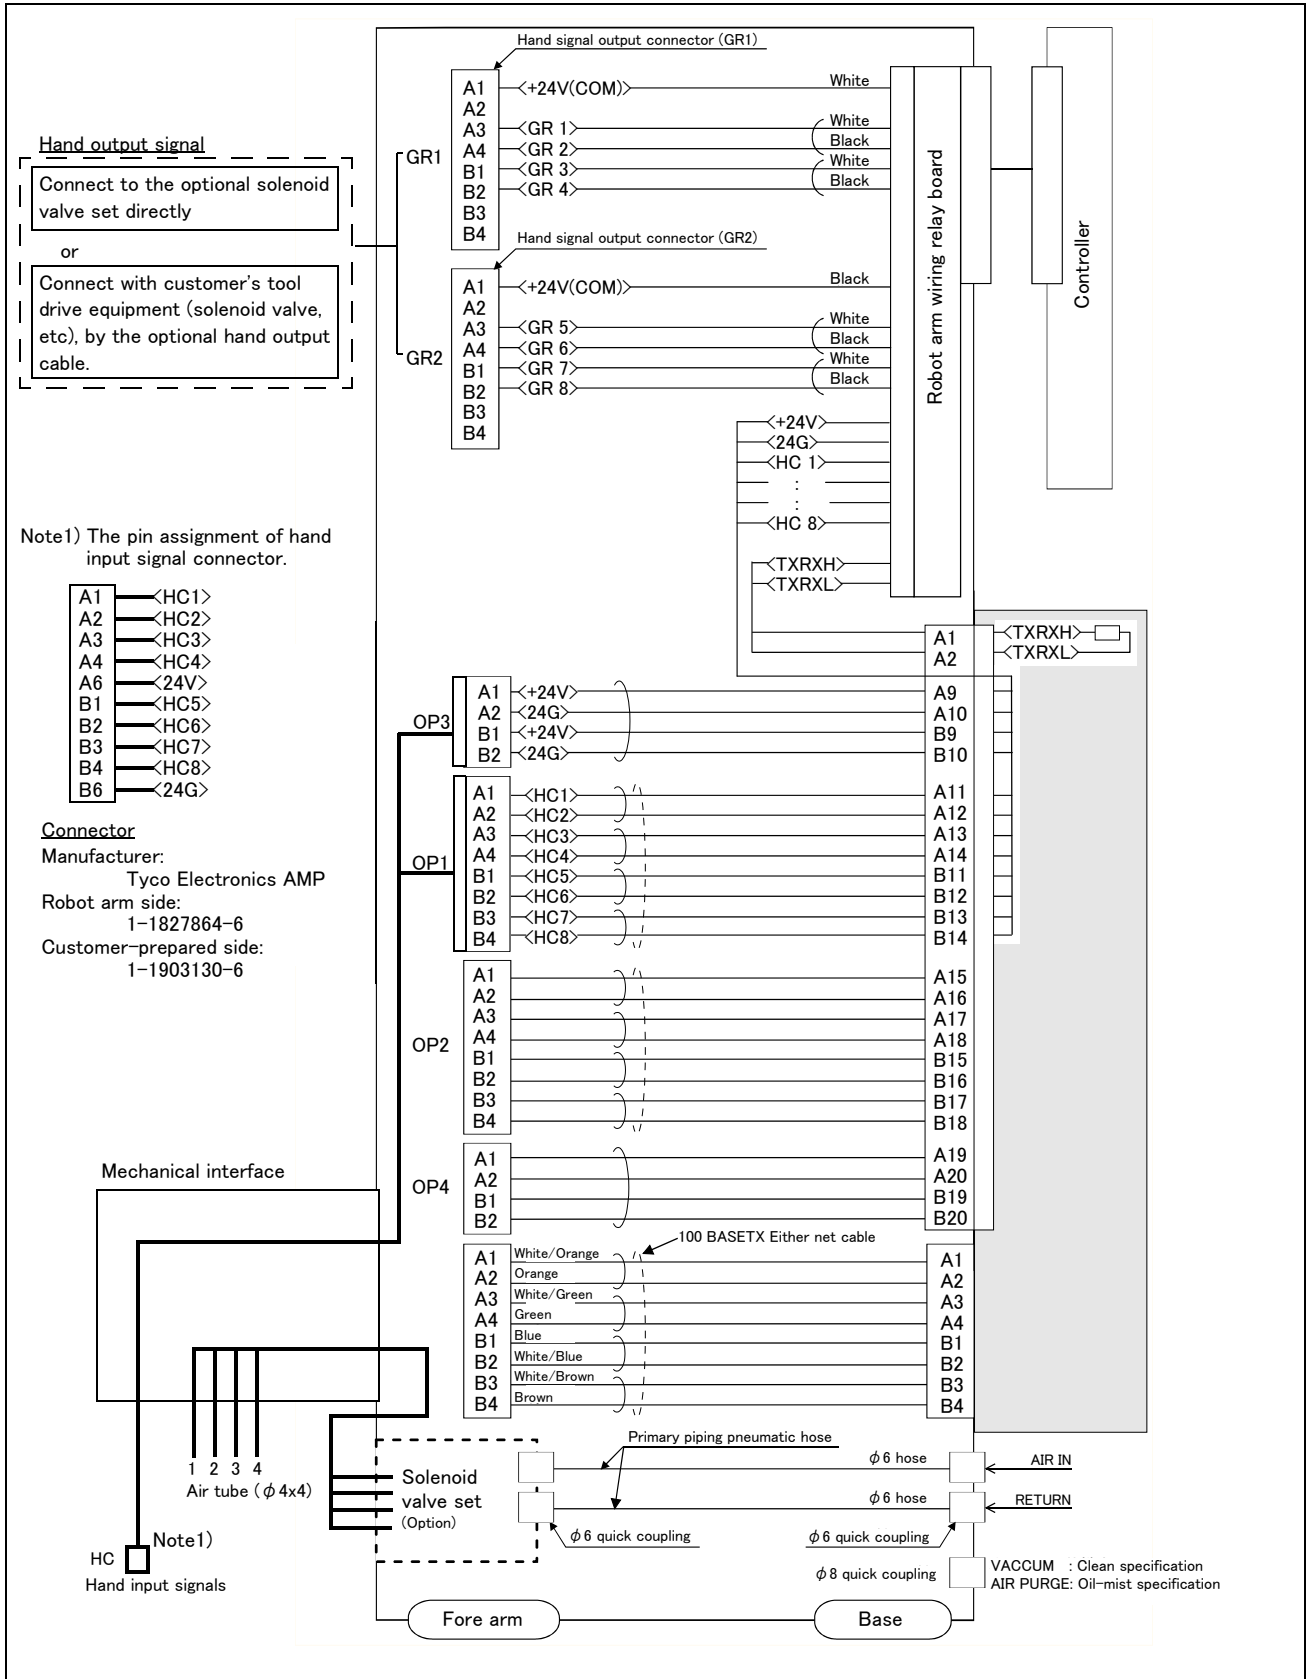 Hand signal output connector (GR1)
A1 <+24V(COM)> White
A2
A3 <GR 1> White
A4 <GR 2> Black
B1 <GR 3> White
B2 <GR 4> Black
B3
B4
GR1
Hand output signal
Connect to the optional solenoid
valve set directly
or
Connect with customer's tool
drive equipment (solenoid valve,
etc), by the optional hand output
cable.
Hand signal output connector (GR2)
A1 <+24V(COM)> Black
A2
A3 <GR 5> White
A4 <GR 6> Black
B1 <GR 7> White
B2 <GR 8> Black
B3
B4
GR2
Robot arm wiring relay board
Controller
<+24V>
<24G>
<HC 1>
:
:
<HC 8>
<TXRXH>
<TXRXL>
Note1) The pin assignment of hand
input signal connector.
A1 <HC1>
A2 <HC2>
A3 <HC3>
A4 <HC4>
A6 <24V>
B1 <HC5>
B2 <HC6>
B3 <HC7>
B4 <HC8>
B6 <24G>
Connector
Manufacturer:
Tyco Electronics AMP
Robot arm side:
1-1827864-6
Customer-prepared side:
1-1903130-6
A1 <TXRXH>
A2 <TXRXL>
OP3
A1 <+24V> A9
A2 <24G> A10
B1 <+24V> B9
B2 <24G> B10
OP1
A1 <HC1> A11
A2 <HC2> A12
A3 <HC3> A13
A4 <HC4> A14
B1 <HC5> B11
B2 <HC6> B12
B3 <HC7> B13
B4 <HC8> B14
OP2
A1 A15
A2 A16
A3 A17
A4 A18
B1 B15
B2 B16
B3 B17
B4 B18
OP4
A1 A19
A2 A20
B1 B19
B2 B20
100 BASETX Either net cable
A1 White/Orange A1
A2 Orange A2
A3 White/Green A3
A4 Green A4
B1 Blue B1
B2 White/Blue B2
B3 White/Brown B3
B4 Brown B4
Mechanical interface
1 2 3 4
Air tube (φ4x4)
Note1)
HC
Hand input signals
Solenoid
valve set
(Option)
Primary piping pneumatic hose
φ6 hose AIR IN
φ6 hose RETURN
φ6 quick coupling φ6 quick coupling
φ8 quick coupling
VACCUM : Clean specification
AIR PURGE: Oil-mist specification
Fore arm Base